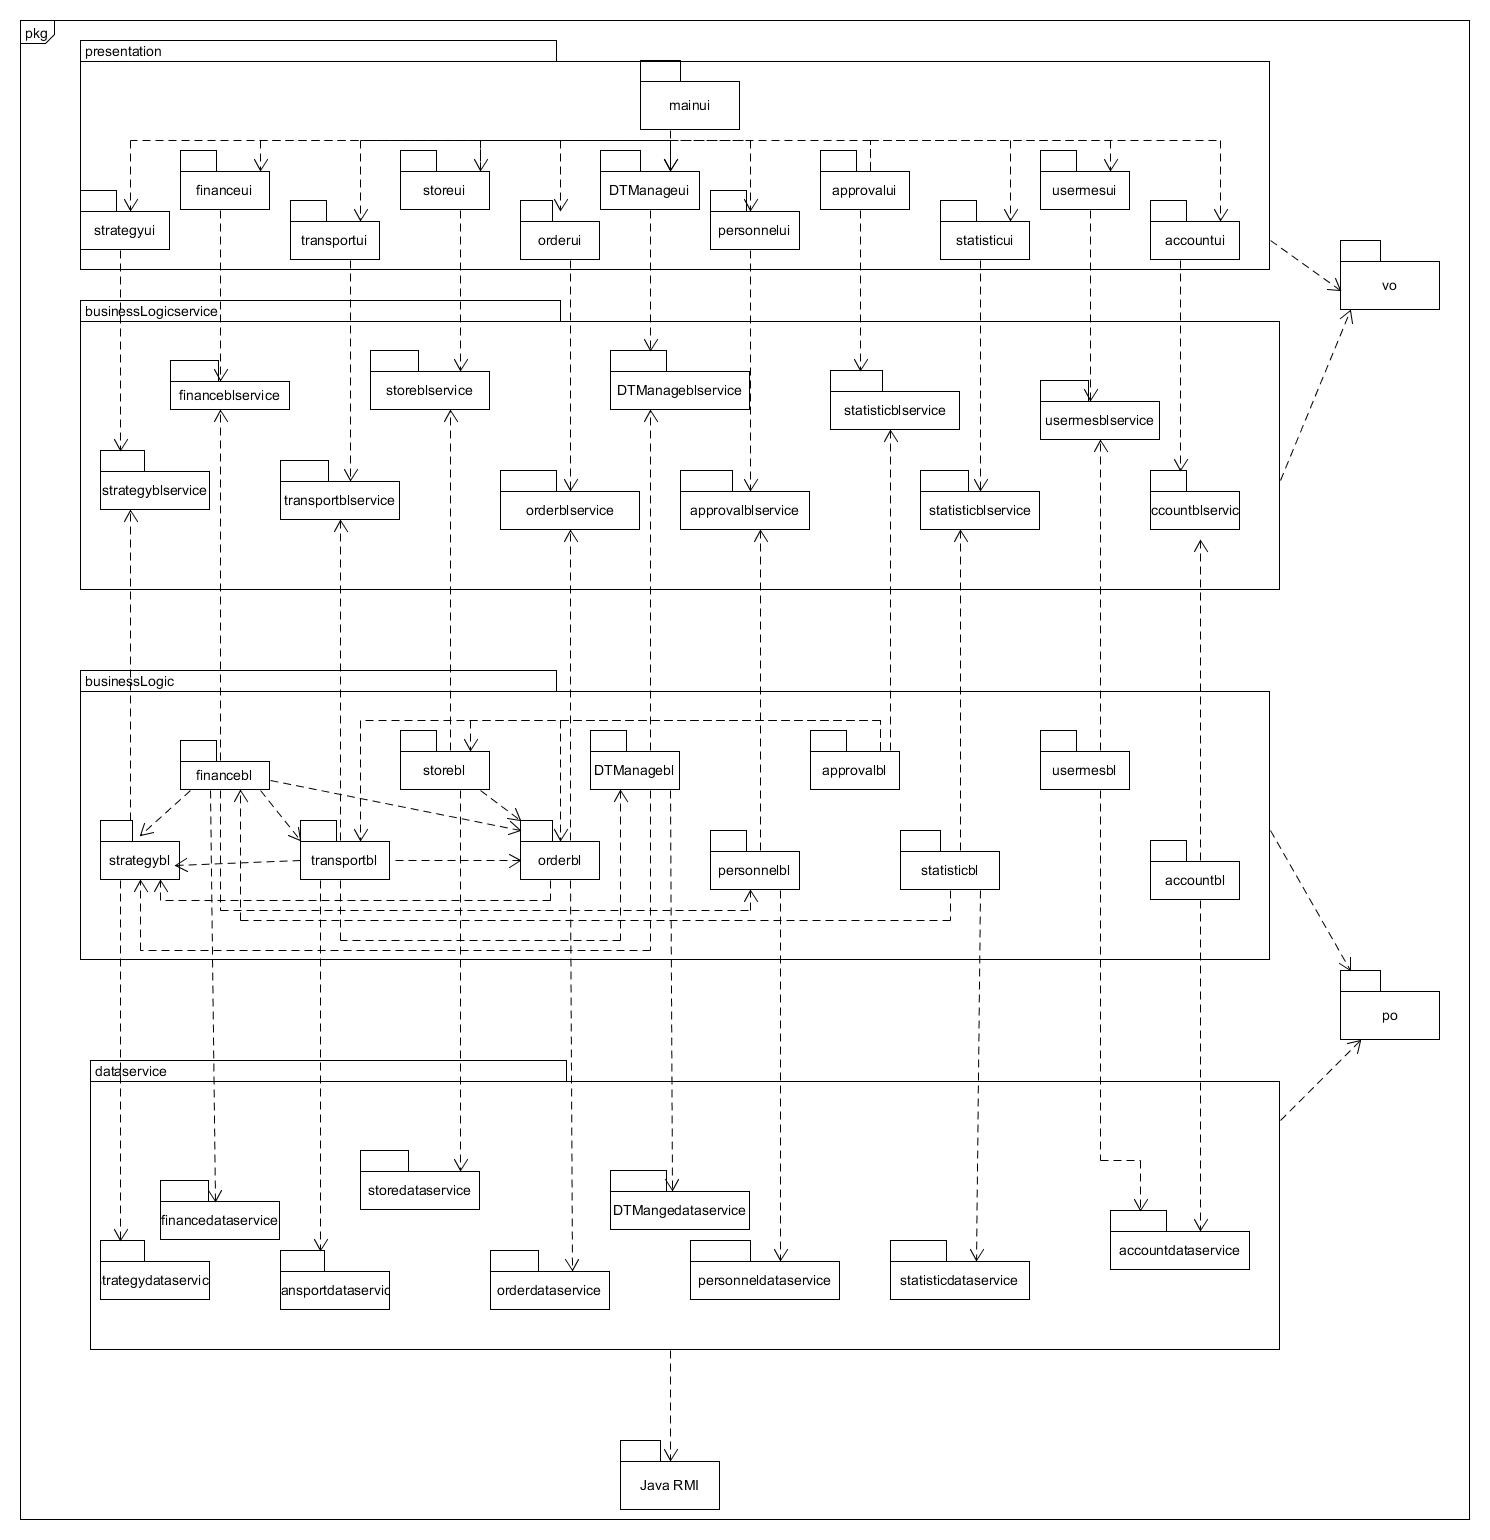 pkg
presentation
mainui
financeui
storeui
DTManageui
approvalui
usermesui
strategyui
transportui
orderui
personnelui
statisticui
accountui
vo
businessLogicservice
financeblservice
storeblservice
DTManageblservice
statisticblservice
usermesblservice
strategyblservice
transportblservice
orderblservice
approvalblservice
statisticblservice
ccountblservic
businessLogic
financebl
storebl
DTManagebl
approvalbl
usermesbl
strategybl
transportbl
orderbl
personnelbl
statisticbl
accountbl
po
dataservice
storedataservice
financedataservice
DTMangedataservice
accountdataservice
trategydataservic
ansportdataservic
orderdataservice
personneldataservice
statisticdataservice
Java RMI